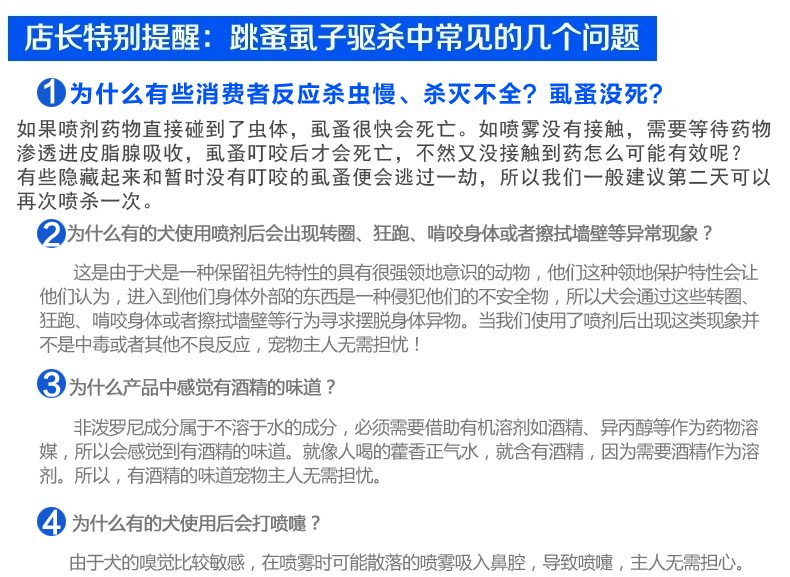 店长特别提醒：跳蚤虱子驱杀中常见的几个问题
1 为什么有些消费者反应杀虫慢、杀灭不全？虱蚤没死？
如果喷剂药物直接碰到了虫体，虱蚤很快会死亡。如喷雾没有接触，需要等待药物
渗透进皮脂腺吸收，虱蚤叮咬后才会死亡，不然又没接触到药怎么可能有效呢？
有些隐藏起来和暂时没有叮咬的虱蚤便会逃过一劫，所以我们一般建议第二天可以
再次喷杀一次。
2 为什么有的犬使用喷剂后会出现转圈、狂跑、啃咬身体或者擦拭墙壁等异常现象？
这是由于犬是一种保留祖先特性的具有很强领地意识的动物，他们这种领地保护特性会让
他们认为，进入到他们身体外部的东西是一种侵犯他们的不安全物，所以犬会通过这些转圈、
狂跑、啃咬身体或者擦拭墙壁等行为寻求摆脱身体异物。当我们使用了喷剂后出现这类现象并
不是中毒或者其他不良反应，宠物主人无需担忧！
3 为什么产品中感觉有酒精的味道？
非泼罗尼成分属于不溶于水的成分，必须需要借助有机溶剂如酒精、异丙醇等作为药物溶
媒，所以会感觉到有酒精的味道。就像人喝的藿香正气水，就含有酒精，因为需要酒精作为溶
剂。所以，有酒精的味道宠物主人无需担忧。
4 为什么有的犬使用后会打喷嚏？
由于犬的嗅觉比较敏感，在喷雾时可能散落的喷雾吸入鼻腔，导致喷嚏，主人无需担心。